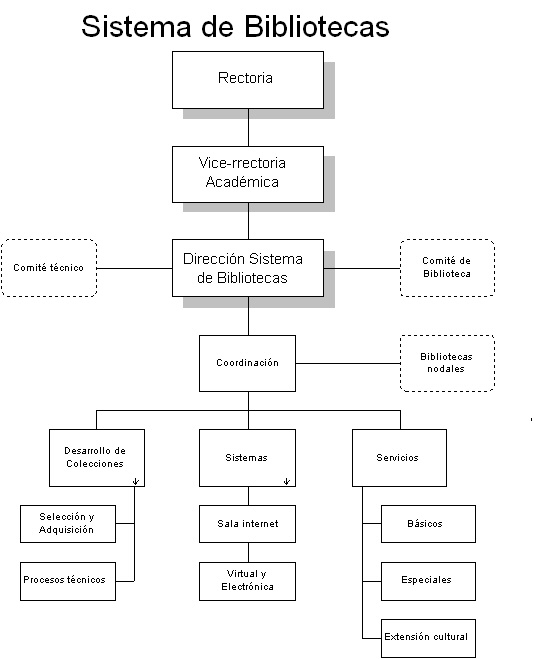 Sistema de Bibliotecas
Rectoria
Vice-rrectoria
Académica
Dirección Sistema
de Bibliotecas
Comité técnico
Comité de
Biblioteca
Coordinación
Bibliotecas
nodales
Desarrollo de
Colecciones
Sistemas
Servicios
Selección y
Adquisición
Sala internet
Básicos
Procesos técnicos
Virtual y
Electrónica
Especiales
Extensión cultural